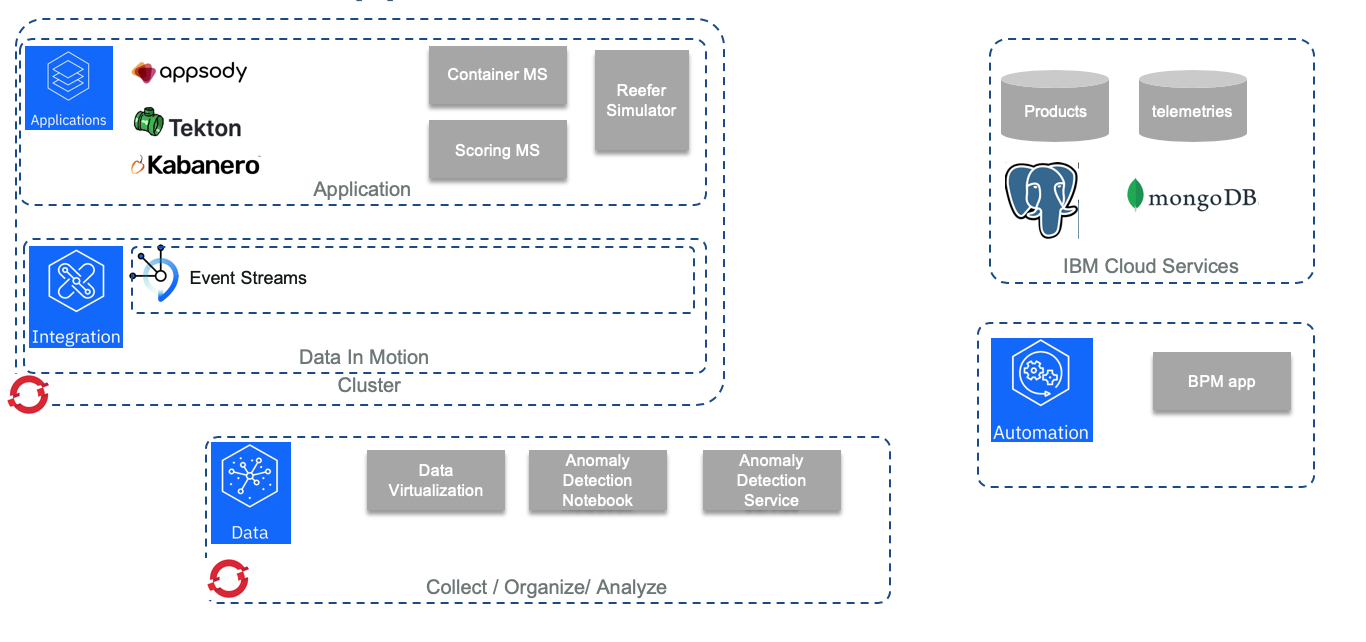 Applications
appsody
Tekton
Kabanero
Container MS
Scoring MS
Reefer
Simulator
Application
Integration
Event Streams
Data In Motion
Cluster
Products
telemetries
mongoDB
IBM Cloud Services
Automation
BPM app
Data
Data
Virtualization
Anomaly
Detection
Notebook
Anomaly
Detection
Service
Collect / Organize/ Analyze